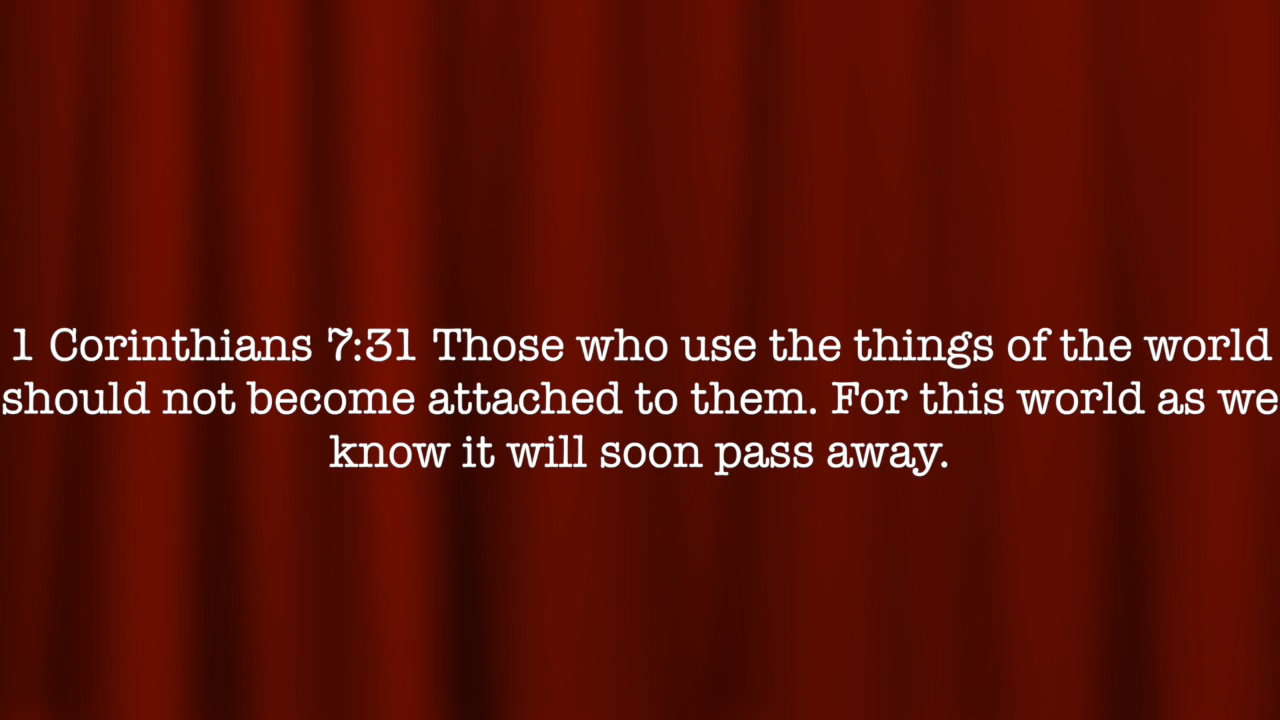 1 Corinthians 7:31 Those who use the things of the world
should not become attached to them. For this world as we
know it will soon pass away.